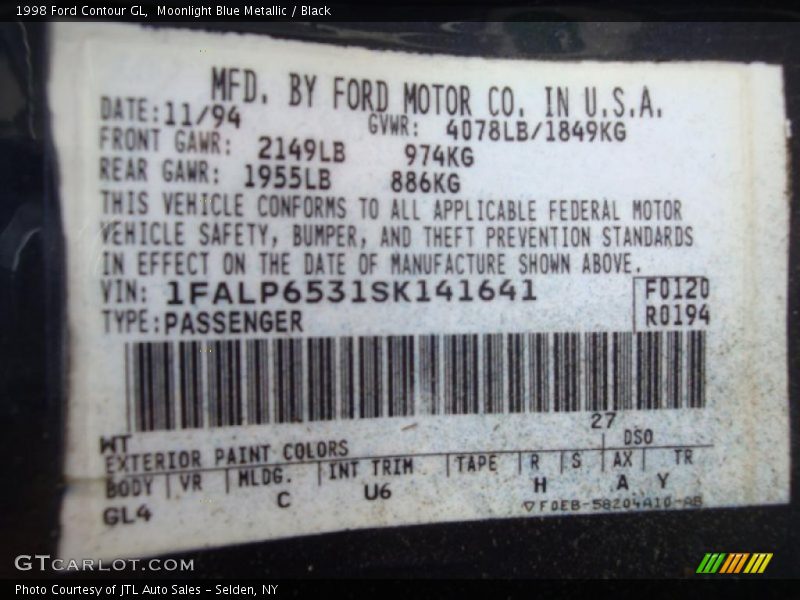 1998 Ford Contour GL, Moonlight Blue Metallic / Black
MFD. BY FORD MOTOR CO. IN U.S.A.
DATE: 11/94 GVWR: 4078LB/1849KG
FRONT GAWR: 2149LB 974KG
REAR GAWR: 1955LB 886KG
THIS VEHICLE CONFORMS TO ALL APPLICABLE FEDERAL MOTOR
VEHICLE SAFETY, BUMPER, AND THEFT PREVENTION STANDARDS
IN EFFECT ON THE DATE OF MANUFACTURE SHOWN ABOVE.
VIN: 1FALP6531SK141641 F0120
TYPE: PASSENGER R0194
27
WT DSO
EXTERIOR PAINT COLORS
BODY VR MLDG. INT TRIM TAPE R S AX TR
GL4 C U6 H A Y
▽F0EB-58204A10-AB
GTCARLOT.COM
Photo Courtesy of JTL Auto Sales - Selden, NY